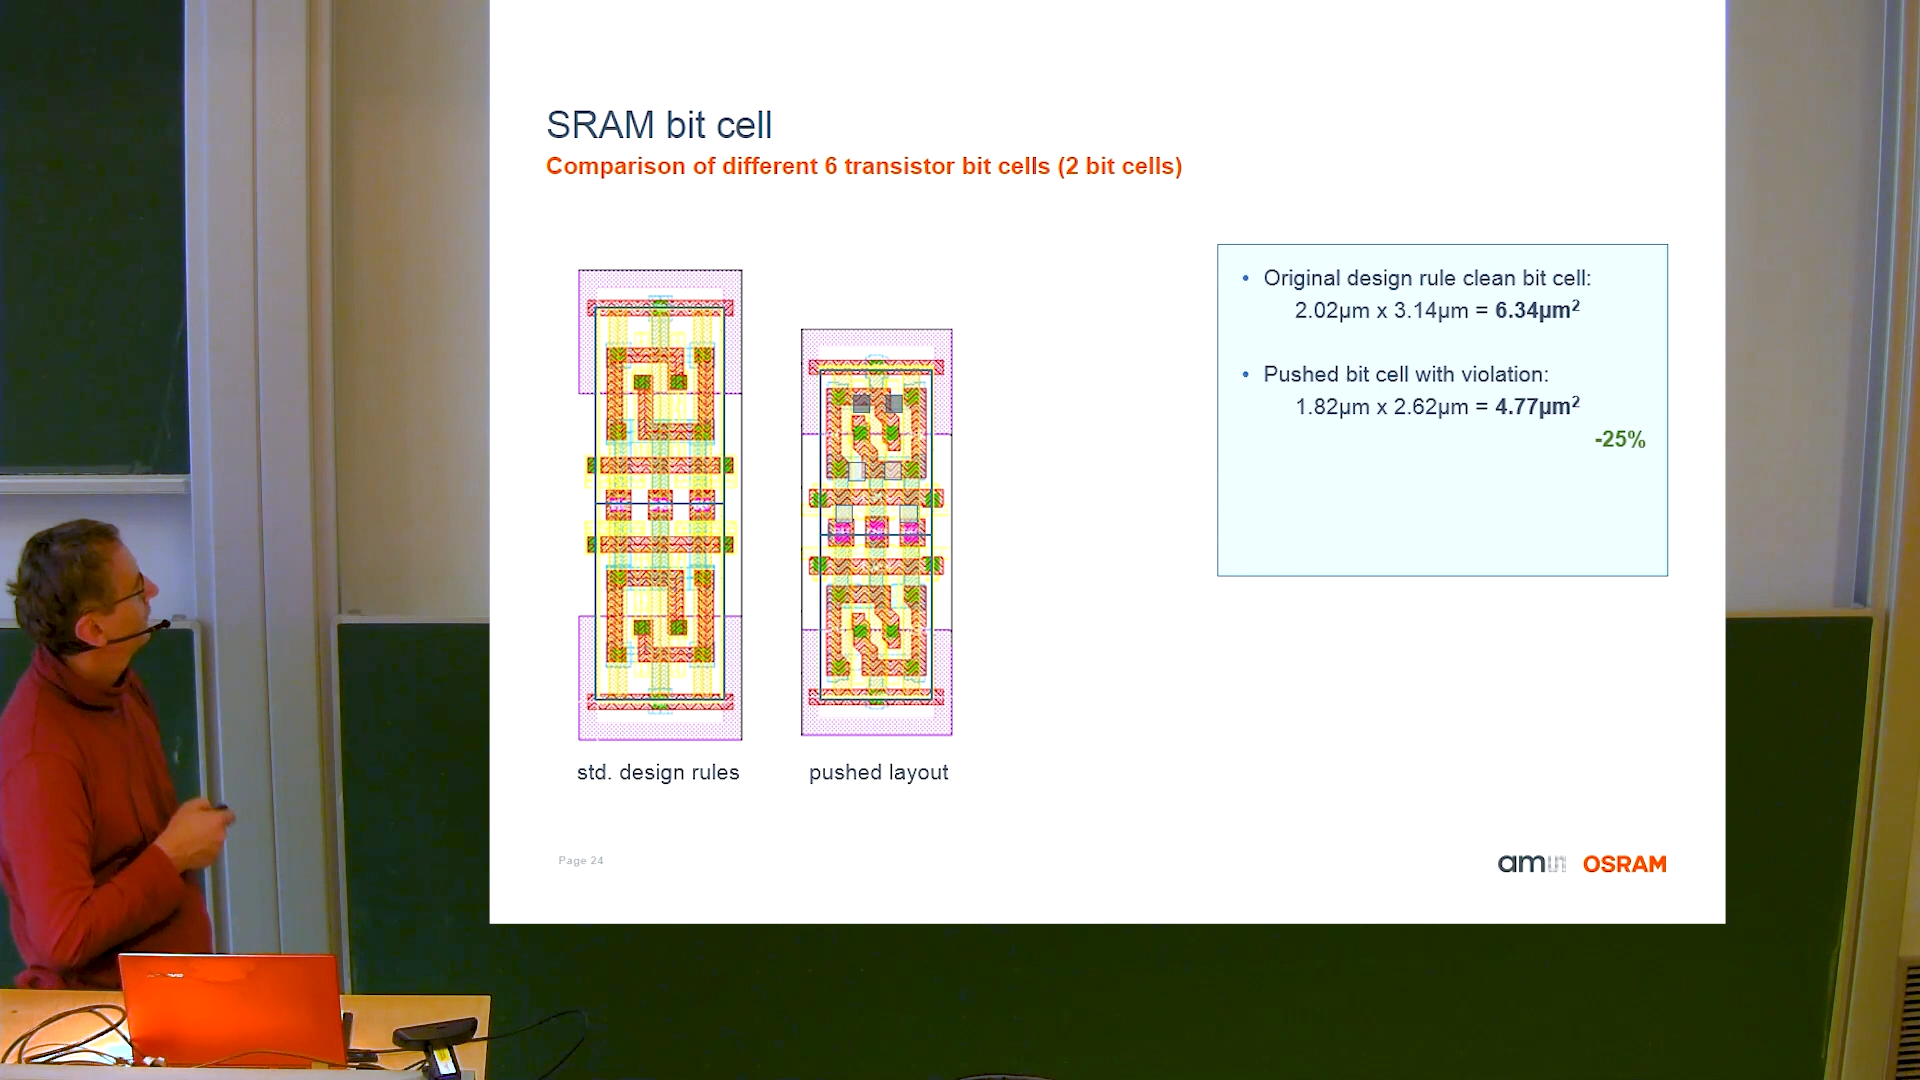 SRAM bit cell
Comparison of different 6 transistor bit cells (2 bit cells)
• Original design rule clean bit cell:
2.02µm x 3.14µm = 6.34µm²
• Pushed bit cell with violation:
1.82µm x 2.62µm = 4.77µm²
-25%
std. design rules
pushed layout
Page 24
OSRAM